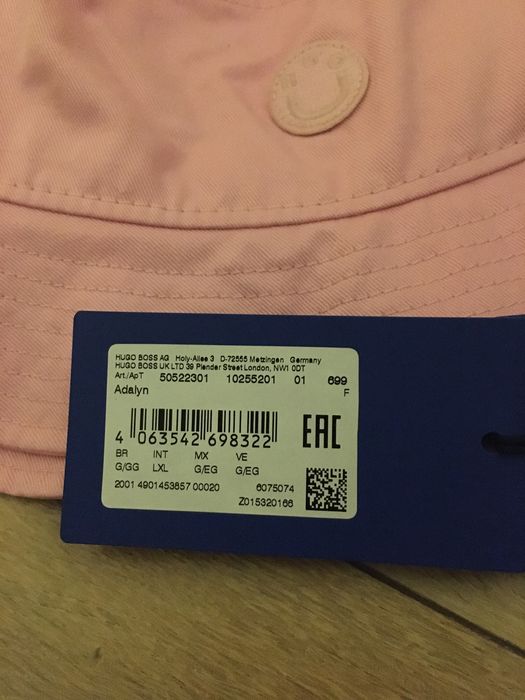 HUGO BOSS AG Holy-Allee 3 D-72555 Metzingen Germany
HUGO BOSS UK LTD 39 Plender Street London, NW1 0DT
Art./ApT 50522301 10255201 01 699
Adalyn F
4 063542 698322
EAC
BR INT MX VE
G/GG LXL G/EG G/EG
2001 4901453857 00020 6075074
Z015320166